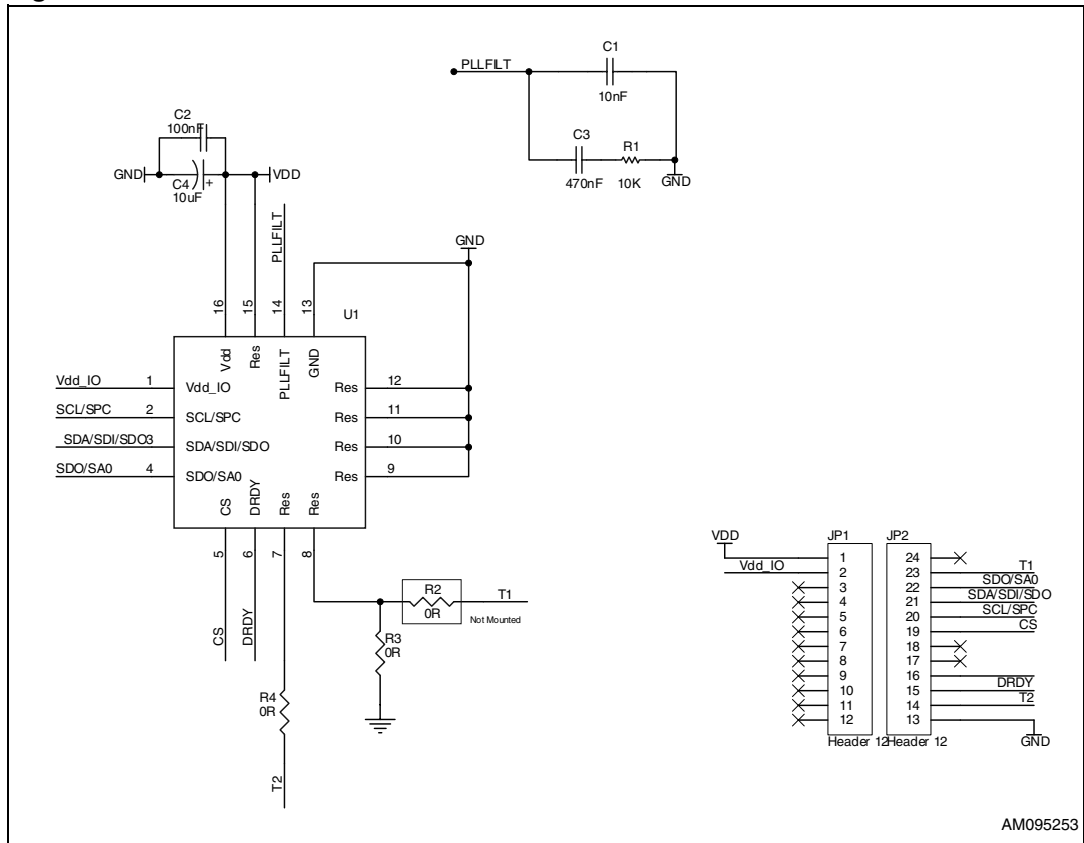 C1
PLLFILT
10nF
C2
100nF
C3
R1
GND
VDD
C4
10uF
+
470nF
10K
GND
PLLFILT
GND
16
15
14
13
U1
Vdd
Res
PLLFILT
GND
Vdd_IO 1 Vdd_IO
Res 12
SCL/SPC 2 SCL/SPC
Res 11
SDA/SDI/SDO3 SDA/SDI/SDO
Res 10
SDO/SA0 4 SDO/SA0
Res 9
CS
DRDY
Res
Res
5
6
7
8
CS
DRDY
R2
0R
T1
Not Mounted
R3
0R
R4
0R
T2
VDD
JP1
JP2
1
Vdd_IO 2
3
4
5
6
7
8
9
10
11
12
Header 12
24
23 T1
22 SDO/SA0
21 SDA/SDI/SDO
20 SCL/SPC
19 CS
18
17
16
15 DRDY
14 T2
13
Header 12
GND
AM095253